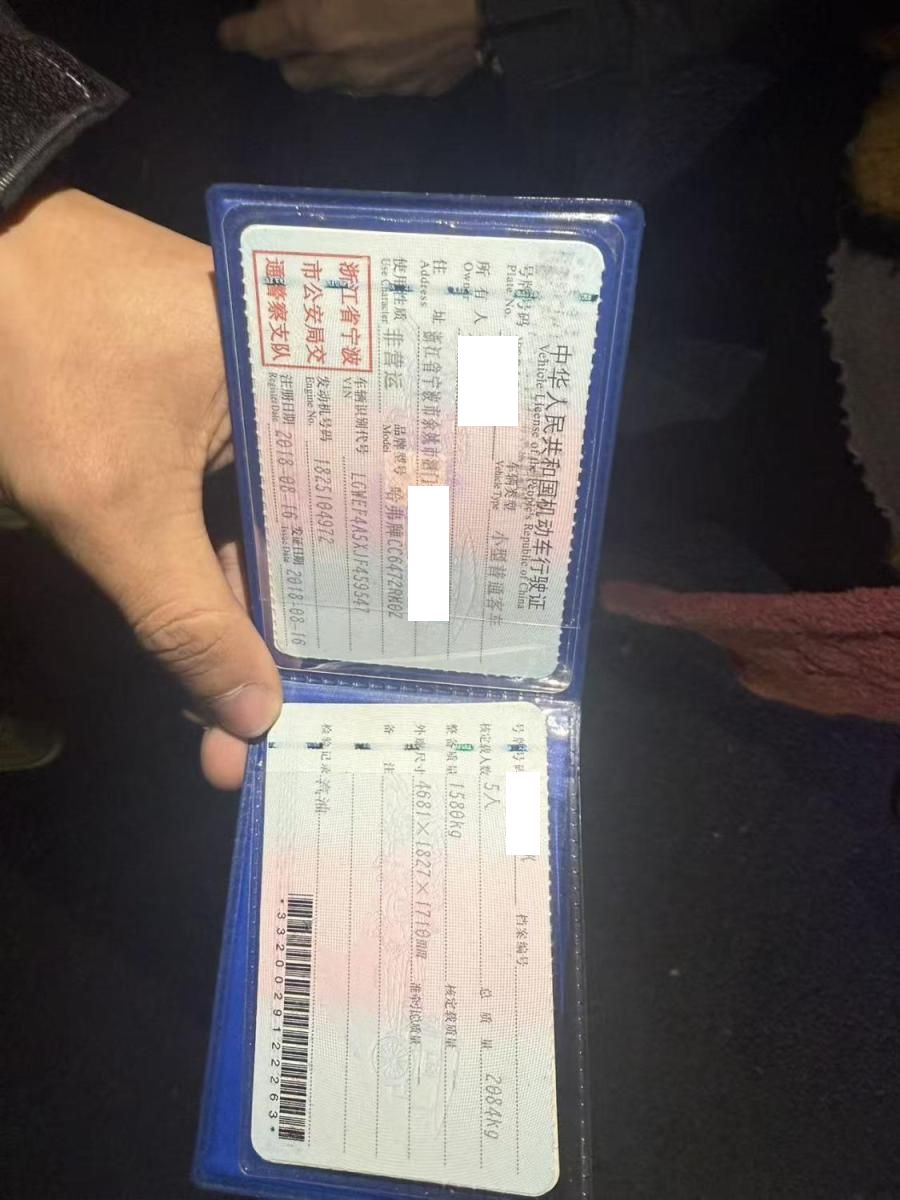 中华人民共和国机动车行驶证
Vehicle License of the People's Republic of China
号牌号码
Plate No.
车辆类型 小型普通客车
Vehicle Type
所有人
Owner
住址 浙江省宁波市余姚市
Address
使用性质 非营运
Use Character
品牌型号 哈弗牌CC6472RM02
Model
浙江省宁波
市公安局交
通警察支队
车辆识别代号 LGWEF4A5XJF459547
VIN
发动机号码 1825104972
Engine No.
注册日期 2018-08-16
Register Date
发证日期 2018-08-16
Issue Date
号牌号码 档案编号
核定载人数 5人 总质量 2084kg
整备质量 1580kg 核定载质量
外廓尺寸 4681×1827×1710mm 准牵引总质量
备注
检验记录 汽油
*3320029122263*